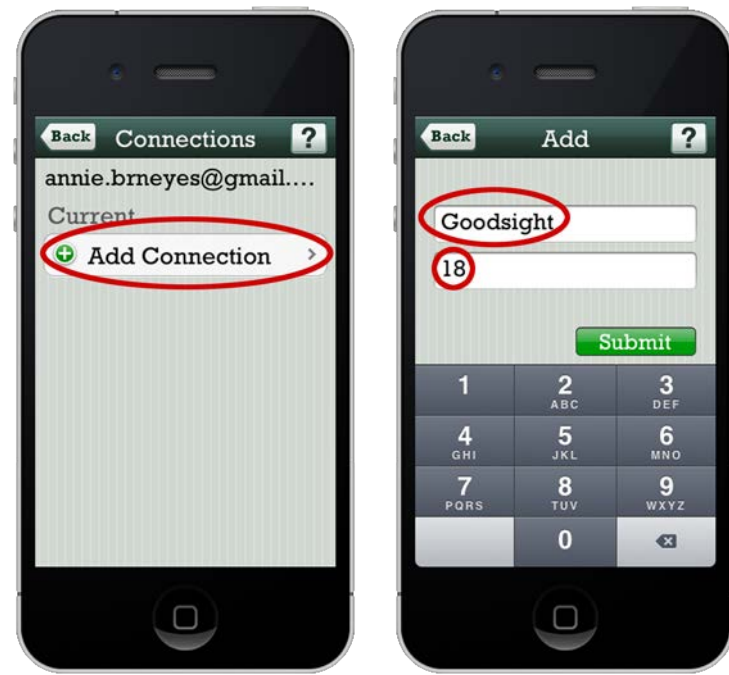 Back Connections ?
annie.brneyes@gmail....
Current
Add Connection
Back Add ?
Goodsight
18
Submit
1 2 3
ABC DEF
4 5 6
GHI JKL MNO
7 8 9
PQRS TUV WXYZ
0